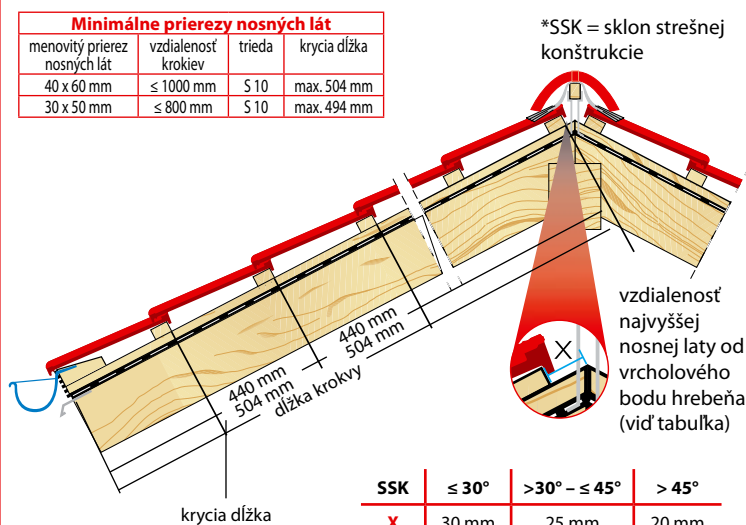 Minimálne prierezy nosných lát
menovitý prierez nosných lát vzdialenosť krokiev trieda krycia dĺžka
40 x 60 mm ≤ 1000 mm S 10 max. 504 mm
30 x 50 mm ≤ 800 mm S 10 max. 494 mm
*SSK = sklon strešnej
konštrukcie
440 mm
504 mm
440 mm
504 mm
dĺžka krokvy
krycia dĺžka
X
vzdialenosť
najvyššej
nosnej laty od
vrcholového
bodu hrebeňa
(viď tabuľka)
SSK ≤ 30° >30° – ≤ 45° > 45°
X 30 mm 25 mm 20 mm